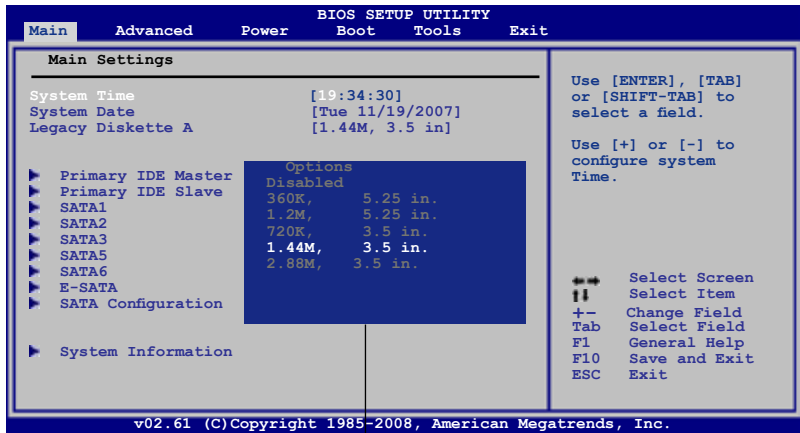 BIOS SETUP UTILITY
Main Advanced Power Boot Tools Exit
Main Settings
System Time [19:34:30]
System Date [Tue 11/19/2007]
Legacy Diskette A [1.44M, 3.5 in]
Primary IDE Master
Primary IDE Slave
SATA1
SATA2
SATA3
SATA5
SATA6
E-SATA
SATA Configuration
System Information
Options
Disabled
360K, 5.25 in.
1.2M, 5.25 in.
720K, 3.5 in.
1.44M, 3.5 in.
2.88M, 3.5 in.
Use [ENTER], [TAB]
or [SHIFT-TAB] to
select a field.
Use [+] or [-] to
configure system
Time.
Select Screen
Select Item
+- Change Field
Tab Select Field
F1 General Help
F10 Save and Exit
ESC Exit
v02.61 (C)Copyright 1985-2008, American Megatrends, Inc.